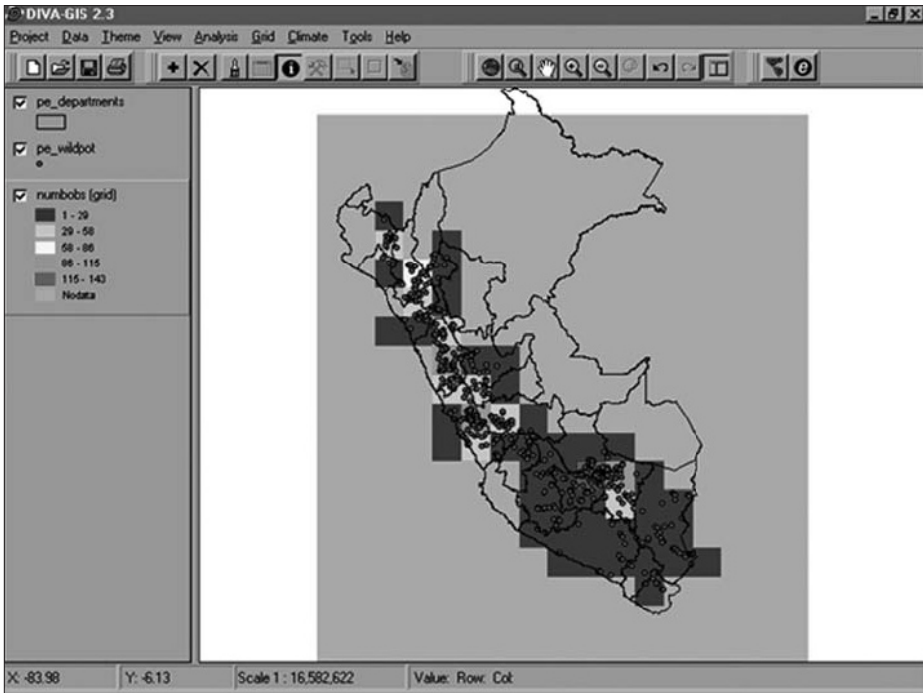 DIVA-GIS 2.3
Project Data Theme View Analysis Grid Climate Tools Help
pe_departments
pe_wildpot
numbobs (grid)
1 - 29
29 - 58
58 - 86
86 - 115
115 - 143
Nodata
X: -83.98 Y: -6.13 Scale 1 : 16,582,622 Value: Row: Col: